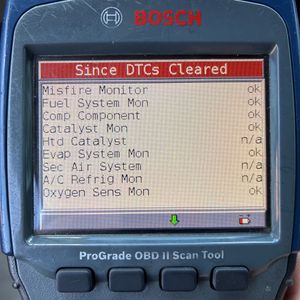 BOSCH
Since DTCs Cleared
Misfire Monitor ok
Fuel System Mon ok
Comp Component ok
Catalyst Mon ok
Htd Catalyst n/a
Evap System Mon ok
Sec Air System n/a
A/C Refrig Mon n/a
Oxygen Sens Mon ok
ProGrade OBD II Scan Tool